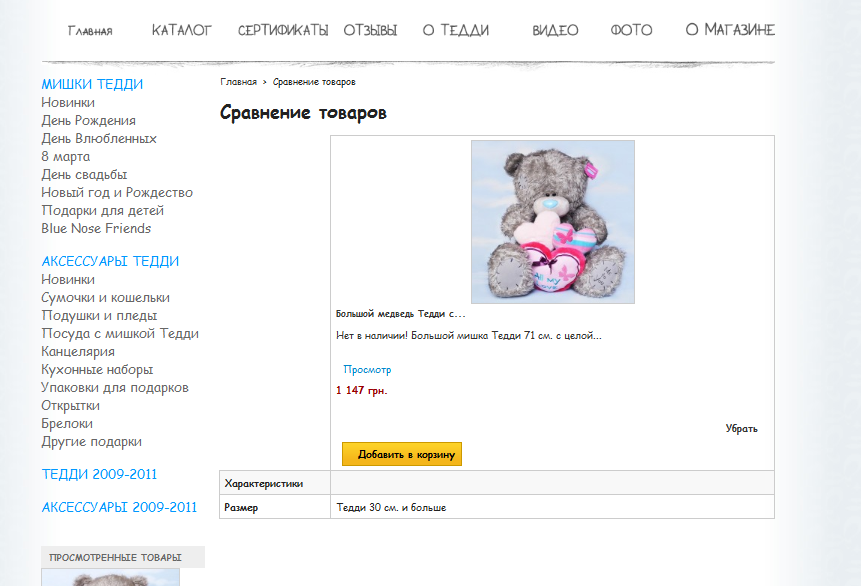 Главная КАТАЛОГ СЕРТИФИКАТЫ ОТЗЫВЫ О ТЕДДИ ВИДЕО ФОТО О МАГАЗИНЕ
МИШКИ ТЕДДИ
Новинки
День Рождения
День Влюбленных
8 марта
День свадьбы
Новый год и Рождество
Подарки для детей
Blue Nose Friends
АКСЕССУАРЫ ТЕДДИ
Новинки
Сумочки и кошельки
Подушки и пледы
Посуда с мишкой Тедди
Канцелярия
Кухонные наборы
Упаковки для подарков
Открытки
Брелоки
Другие подарки
ТЕДДИ 2009-2011
АКСЕССУАРЫ 2009-2011
ПРОСМОТРЕННЫЕ ТОВАРЫ
Главная > Сравнение товаров
Сравнение товаров
All my
Love
Большой медведь Тедди с...
Нет в наличии! Большой мишка Тедди 71 см. с целой...
Просмотр
1 147 грн.
Убрать
Добавить в корзину
Характеристики
Размер Тедди 30 см. и больше